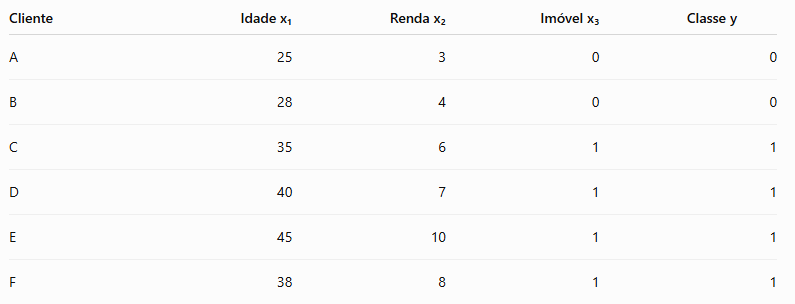 Cliente Idade x₁ Renda x₂ Imóvel x₃ Classe y
A 25 3 0 0
B 28 4 0 0
C 35 6 1 1
D 40 7 1 1
E 45 10 1 1
F 38 8 1 1